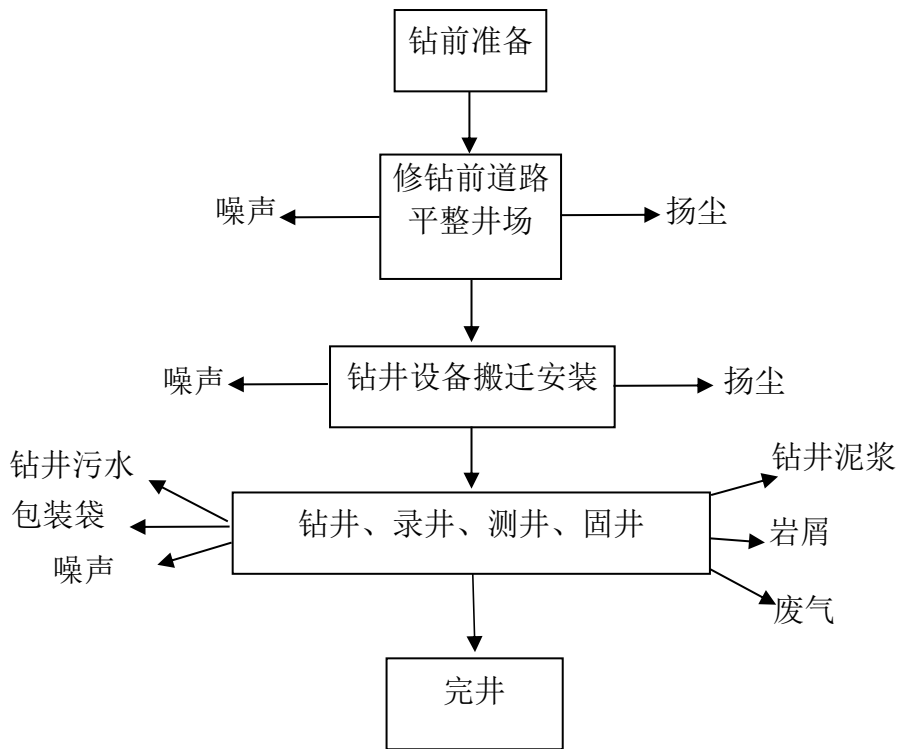 钻前准备
修钻前道路
平整井场
噪声
扬尘
钻井设备搬迁安装
噪声
扬尘
钻井污水
包装袋
噪声
钻井、录井、测井、固井
钻井泥浆
岩屑
废气
完井